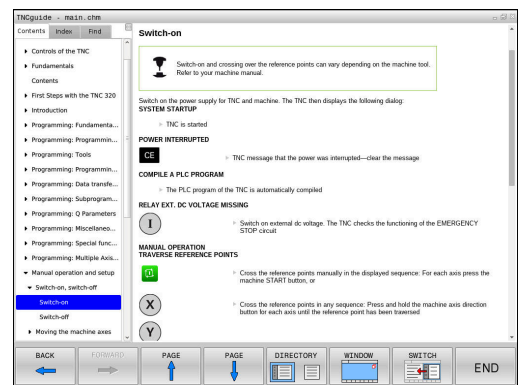 TNCguide - main.chm
Contents Index Find
Controls of the TNC
Fundamentals
Contents
First Steps with the TNC 320
Introduction
Programming: Fundamenta...
Programming: Programmin...
Programming: Tools
Programming: Programmin...
Programming: Data transfe...
Programming: Subprogram...
Programming: Q Parameters
Programming: Miscellaneo...
Programming: Special func...
Programming: Multiple Axis...
Manual operation and setup
Switch-on, switch-off
Switch-on
Switch-off
Moving the machine axes
Switch-on
Switch-on and crossing over the reference points can vary depending on the machine tool.
Refer to your machine manual.
Switch on the power supply for TNC and machine. The TNC then displays the following dialog:
SYSTEM STARTUP
TNC is started
POWER INTERRUPTED
CE
TNC message that the power was interrupted—clear the message
COMPILE A PLC PROGRAM
The PLC program of the TNC is automatically compiled
RELAY EXT. DC VOLTAGE MISSING
I
Switch on external dc voltage. The TNC checks the functioning of the EMERGENCY
STOP circuit
MANUAL OPERATION
TRAVERSE REFERENCE POINTS
Cross the reference points manually in the displayed sequence: For each axis press the
machine START button, or
X
Cross the reference points in any sequence: Press and hold the machine axis direction
button for each axis until the reference point has been traversed
Y
BACK FORWARD PAGE PAGE DIRECTORY WINDOW SWITCH END